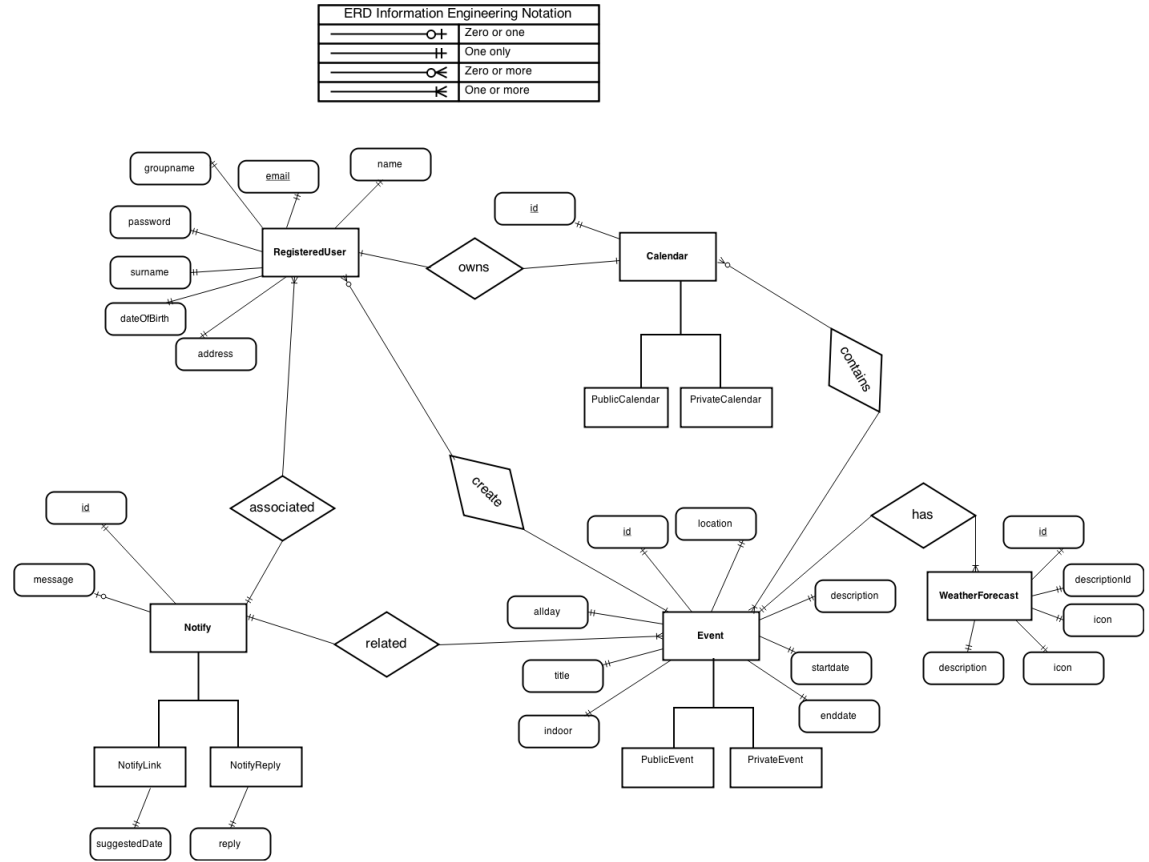 ERD Information Engineering Notation
Zero or one
One only
Zero or more
One or more
groupname
email
name
password
id
RegisteredUser
owns
Calendar
surname
dateOfBirth
address
contains
PublicCalendar
PrivateCalendar
create
associated
id
has
id
location
id
message
descriptionId
description
WeatherForecast
allday
icon
Notify
related
Event
title
startdate
description
icon
indoor
enddate
NotifyLink
NotifyReply
PublicEvent
PrivateEvent
suggestedDate
reply